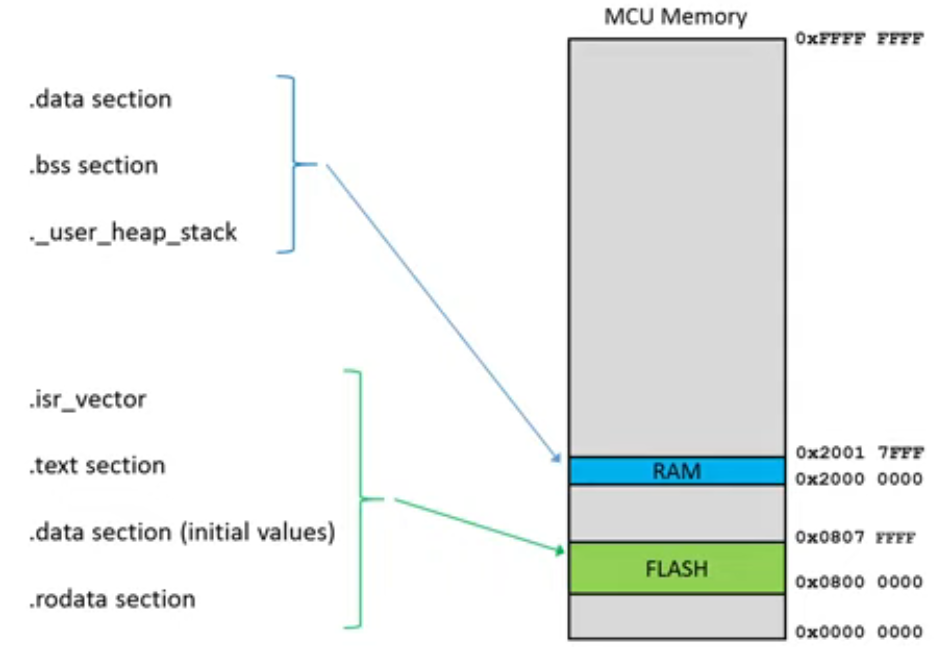 MCU Memory
0xFFFF FFFF
.data section
.bss section
._user_heap_stack
.isr_vector
.text section
.data section (initial values)
.rodata section
RAM
0x2001 7FFF
0x2000 0000
0x0807 FFFF
FLASH
0x0800 0000
0x0000 0000